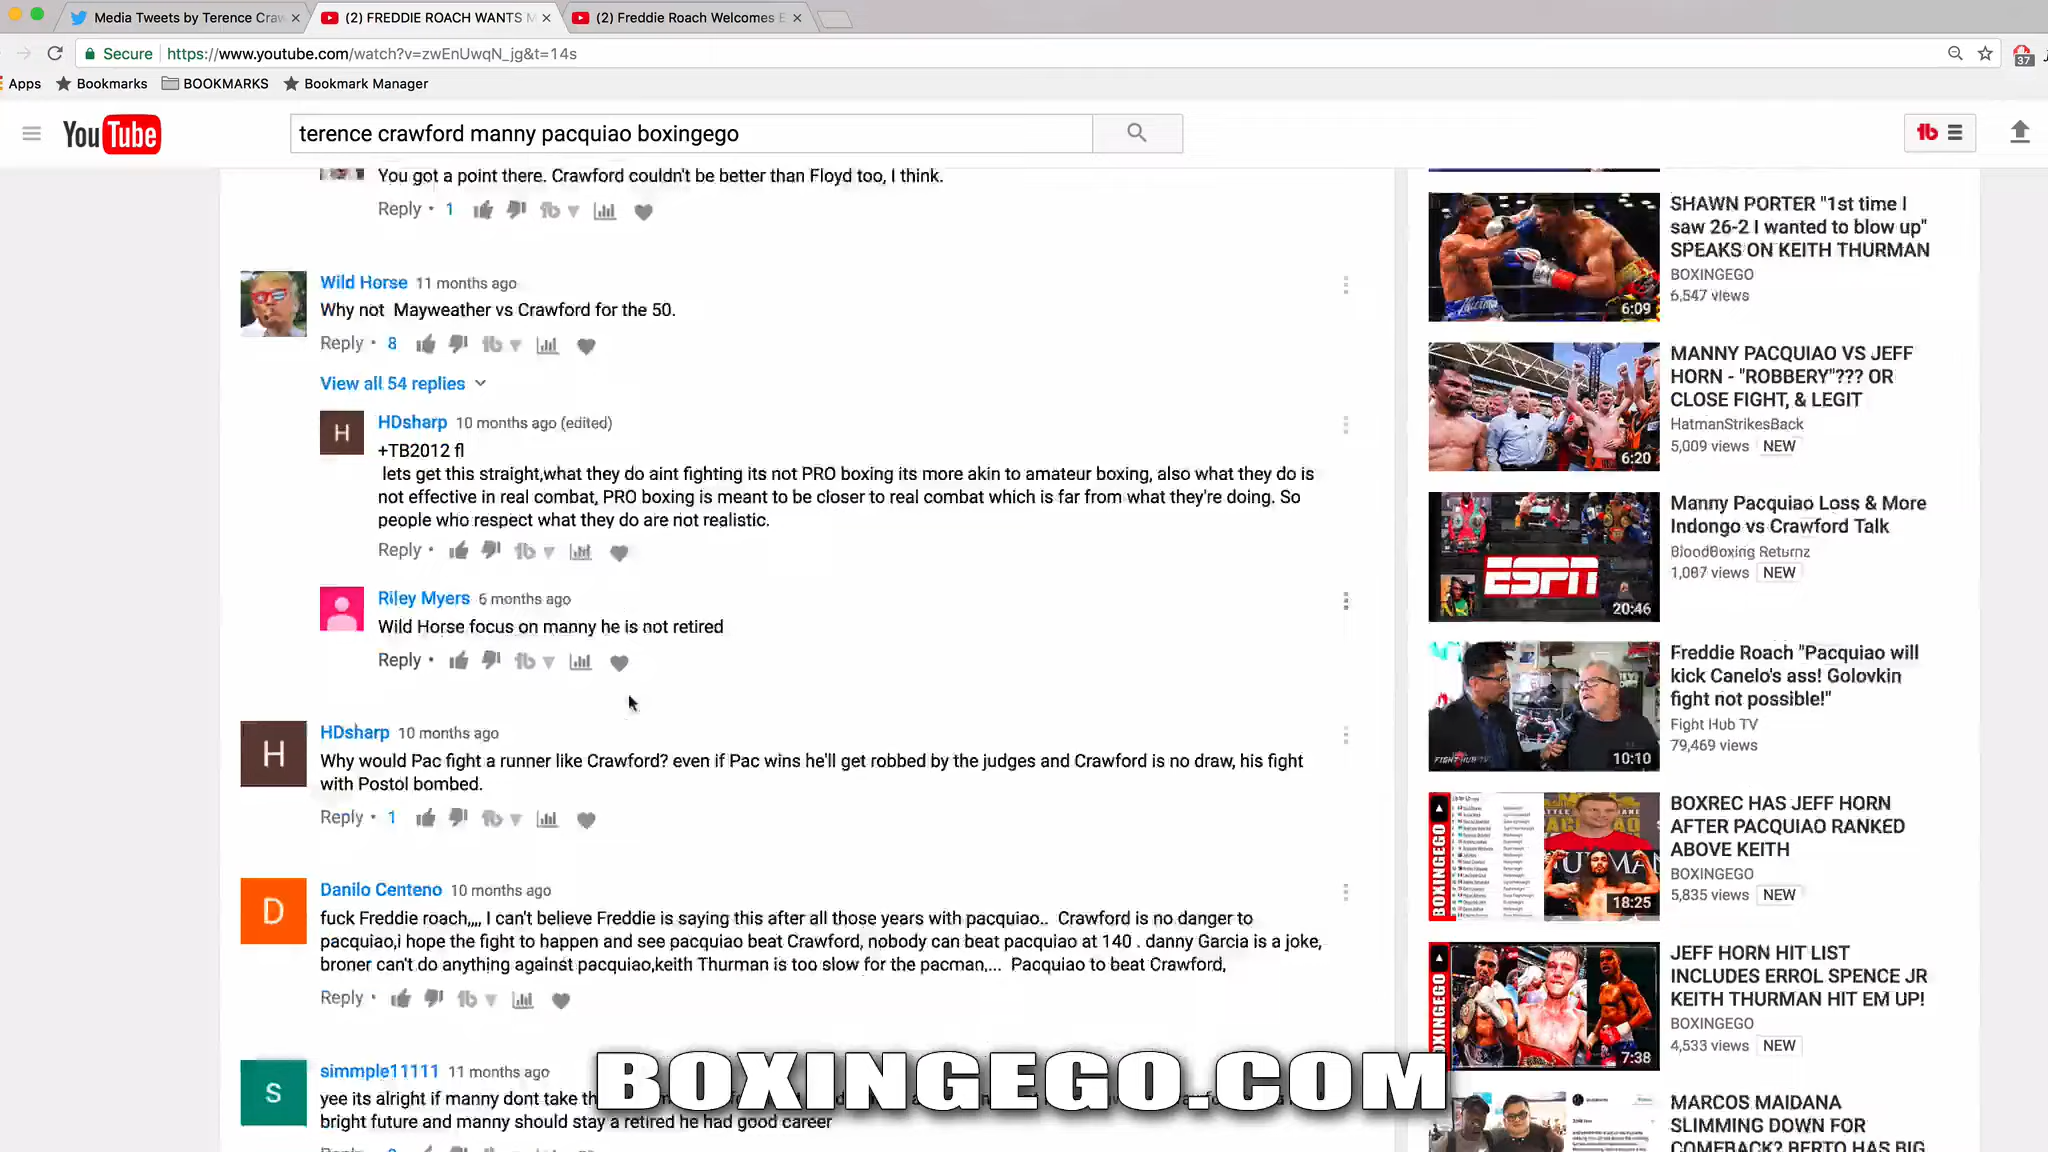 Media Tweets by Terence Craw
(2) FREDDIE ROACH WANTS M
(2) Freddie Roach Welcomes E
Secure
https://www.youtube.com/watch?v=zwEnUwqN_jg&t=14s
37
Apps
Bookmarks
BOOKMARKS
Bookmark Manager
YouTube
terence crawford manny pacquiao boxingego
You got a point there. Crawford couldn't be better than Floyd too, I think.
Reply • 1
Wild Horse 11 months ago
Why not Mayweather vs Crawford for the 50.
Reply • 8
View all 54 replies
H
HDsharp 10 months ago (edited)
+TB2012 fl
lets get this straight,what they do aint fighting its not PRO boxing its more akin to amateur boxing, also what they do is
not effective in real combat, PRO boxing is meant to be closer to real combat which is far from what they're doing. So
people who respect what they do are not realistic.
Reply •
Riley Myers 6 months ago
Wild Horse focus on manny he is not retired
Reply •
H
HDsharp 10 months ago
Why would Pac fight a runner like Crawford? even if Pac wins he'll get robbed by the judges and Crawford is no draw, his fight
with Postol bombed.
Reply • 1
D
Danilo Centeno 10 months ago
fuck Freddie roach,,,, I can't believe Freddie is saying this after all those years with pacquiao.. Crawford is no danger to
pacquiao,i hope the fight to happen and see pacquiao beat Crawford, nobody can beat pacquiao at 140 . danny Garcia is a joke,
broner can't do anything against pacquiao,keith Thurman is too slow for the pacman,... Pacquiao to beat Crawford,
Reply •
S
simmple11111 11 months ago
yee its alright if manny dont take th
bright future and manny should stay a retired he had good career
BOXINGEGO.COM
6:09
SHAWN PORTER "1st time I
saw 26-2 I wanted to blow up"
SPEAKS ON KEITH THURMAN
BOXINGEGO
6,547 views
6:20
MANNY PACQUIAO VS JEFF
HORN - "ROBBERY"??? OR
CLOSE FIGHT, & LEGIT
HatmanStrikesBack
5,009 views NEW
ESPN
20:46
Manny Pacquiao Loss & More
Indongo vs Crawford Talk
BloodBoxing Returnz
1,087 views NEW
FIGHT HUB TV
10:10
Freddie Roach "Pacquiao will
kick Canelo's ass! Golovkin
fight not possible!"
Fight Hub TV
79,469 views
BOXINGEGO
18:25
BOXREC HAS JEFF HORN
AFTER PACQUIAO RANKED
ABOVE KEITH
BOXINGEGO
5,835 views NEW
7:38
JEFF HORN HIT LIST
INCLUDES ERROL SPENCE JR
KEITH THURMAN HIT EM UP!
BOXINGEGO
4,533 views NEW
MARCOS MAIDANA
SLIMMING DOWN FOR
COMEBACK? BERTO HAS BIG